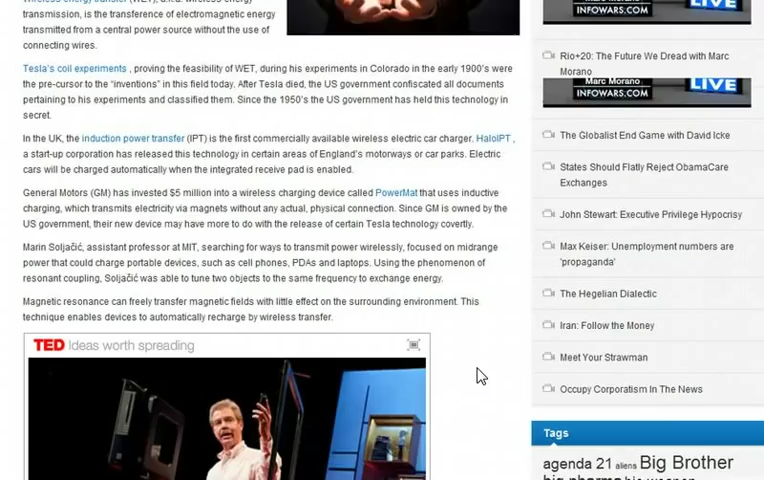 Wireless energy transfer (WET), a.k.a. wireless energy
transmission, is the transference of electromagnetic energy
transmitted from a central power source without the use of
connecting wires.
Tesla's coil experiments , proving the feasibility of WET, during his experiments in Colorado in the early 1900's were
the pre-cursor to the "inventions" in this field today. After Tesla died, the US government confiscated all documents
pertaining to his experiments and classified them. Since the 1950's the US government has held this technology in
secret.
In the UK, the induction power transfer (IPT) is the first commercially available wireless electric car charger. HaloIPT ,
a start-up corporation has released this technology in certain areas of England's motorways or car parks. Electric
cars will be charged automatically when the integrated receive pad is enabled.
General Motors (GM) has invested $5 million into a wireless charging device called PowerMat that uses inductive
charging, which transmits electricity via magnets without any actual, physical connection. Since GM is owned by the
US government, their new device may have more to do with the release of certain Tesla technology covertly.
Marin Soljačić, assistant professor at MIT, searching for ways to transmit power wirelessly, focused on midrange
power that could charge portable devices, such as cell phones, PDAs and laptops. Using the phenomenon of
resonant coupling, Soljačić was able to tune two objects to the same frequency to exchange energy.
Magnetic resonance can freely transfer magnetic fields with little effect on the surrounding environment. This
technique enables devices to automatically recharge by wireless transfer.
TED Ideas worth spreading
Marc Morano
INFOWARS.COM
LIVE
Rio+20: The Future We Dread with Marc
Morano
Marc Morano
INFOWARS.COM
LIVE
The Globalist End Game with David Icke
States Should Flatly Reject ObamaCare
Exchanges
John Stewart: Executive Privilege Hypocrisy
Max Keiser: Unemployment numbers are
'propaganda'
The Hegelian Dialectic
Iran: Follow the Money
Meet Your Strawman
Occupy Corporatism In The News
Tags
agenda 21 aliens Big Brother
big pharma bio weapon